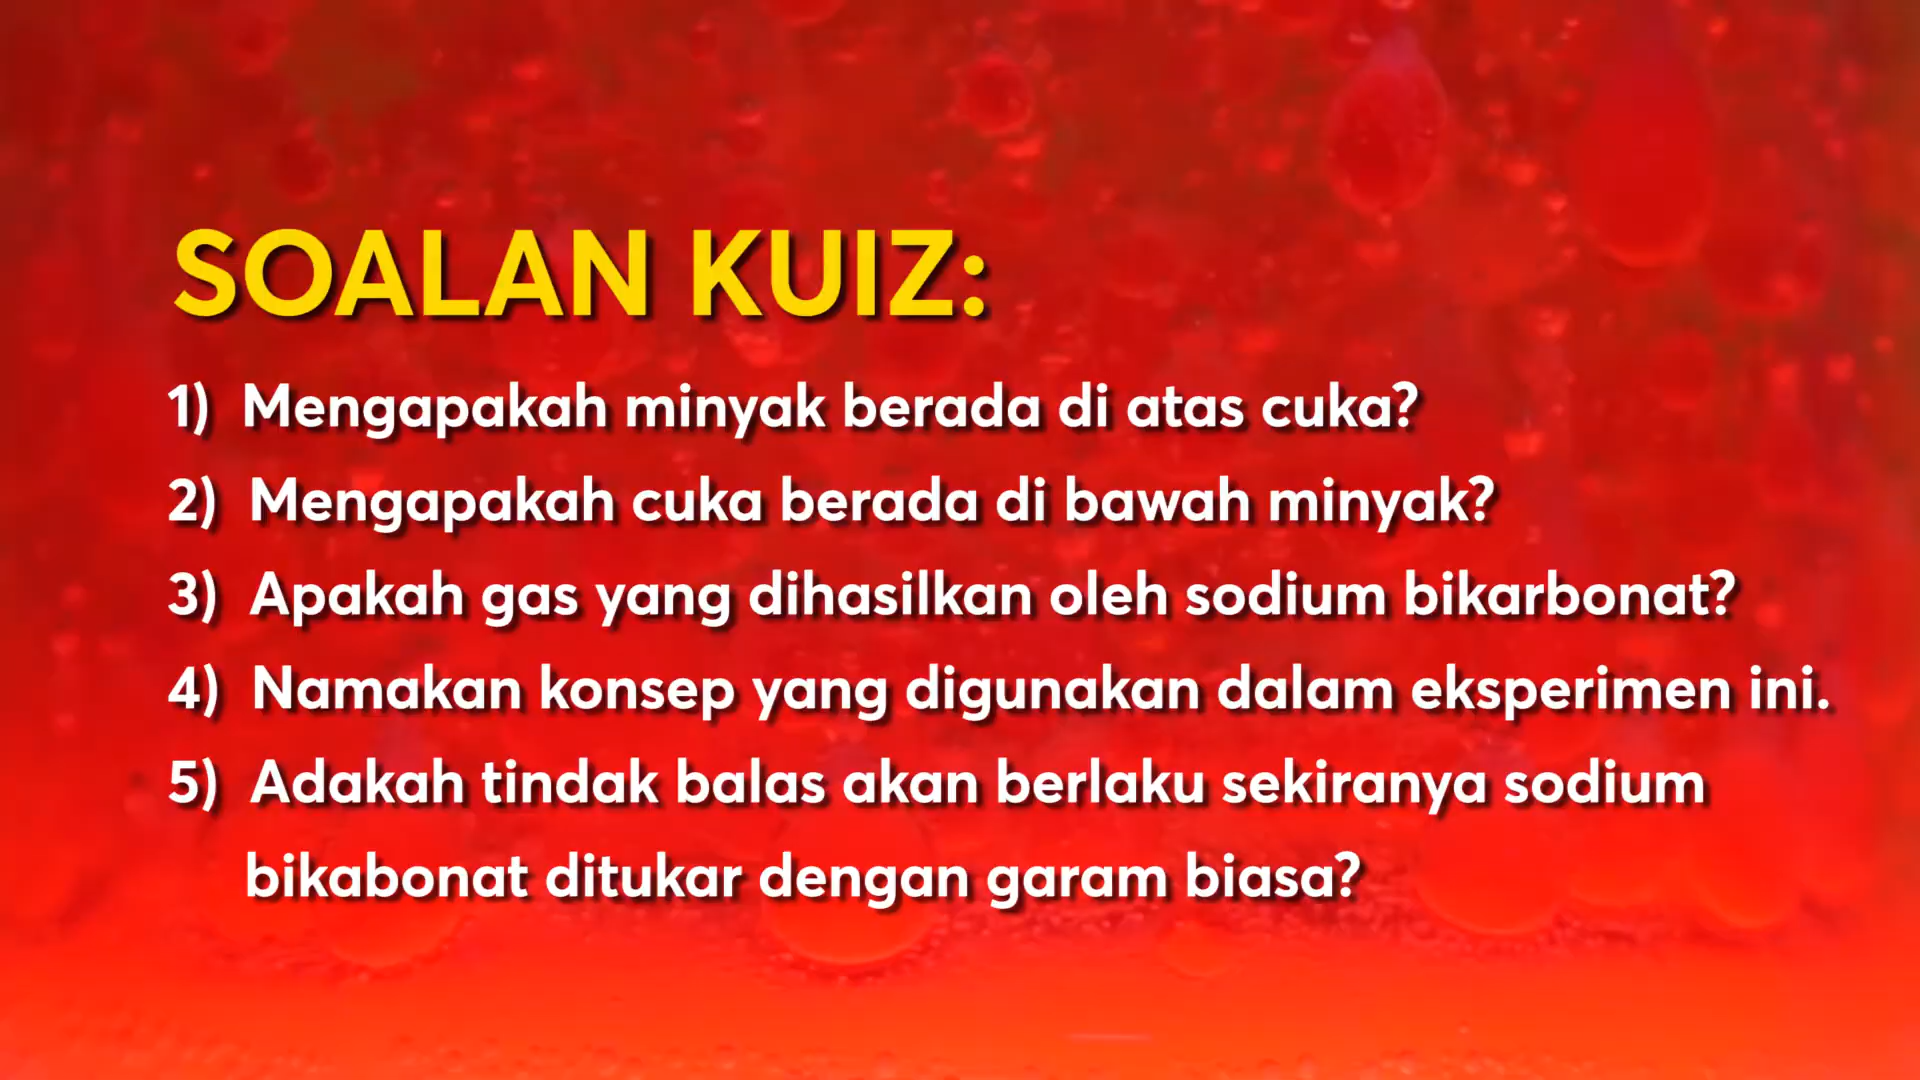 SOALAN KUIZ:
1) Mengapakah minyak berada di atas cuka?
2) Mengapakah cuka berada di bawah minyak?
3) Apakah gas yang dihasilkan oleh sodium bikarbonat?
4) Namakan konsep yang digunakan dalam eksperimen ini.
5) Adakah tindak balas akan berlaku sekiranya sodium
bikabonat ditukar dengan garam biasa?